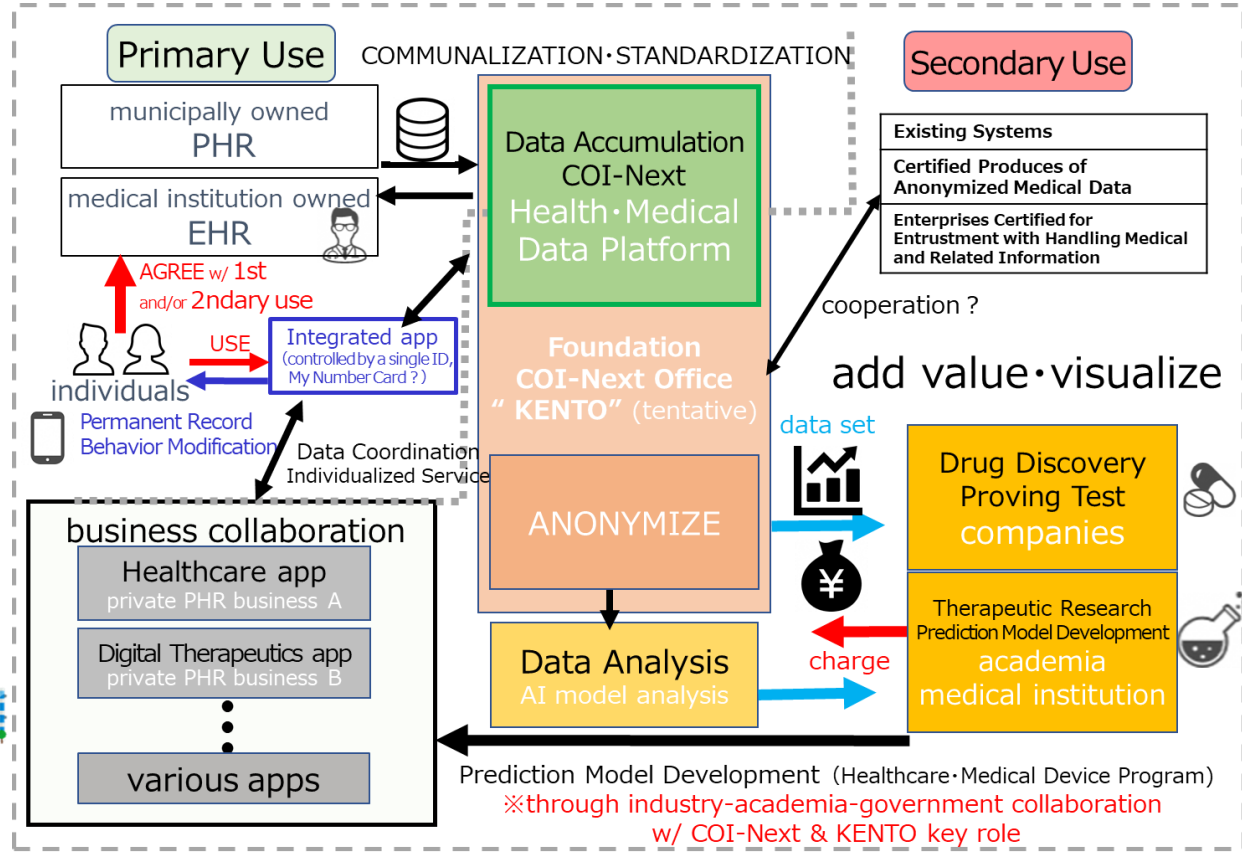 Primary Use
COMMUNALIZATION・STANDARDIZATION
Secondary Use
municipally owned
PHR
medical institution owned
EHR
Data Accumulation
COI-Next
Health・Medical
Data Platform
Existing Systems
Certified Produces of
Anonymized Medical Data
Enterprises Certified for
Entrustment with Handling Medical
and Related Information
AGREE w/ 1st
and/or 2ndary use
USE
individuals
Integrated app
(controlled by a single ID,
My Number Card ? )
Permanent Record
Behavior Modification
Data Coordination
Individualized Service
cooperation ?
Foundation
COI-Next Office
“ KENTO” (tentative)
ANONYMIZE
add value・visualize
data set
¥
charge
Drug Discovery
Proving Test
companies
Therapeutic Research
Prediction Model Development
academia
medical institution
business collaboration
Healthcare app
private PHR business A
Digital Therapeutics app
private PHR business B
various apps
Data Analysis
AI model analysis
Prediction Model Development（Healthcare・Medical Device Program）
※through industry-academia-government collaboration
w/ COI-Next & KENTO key role